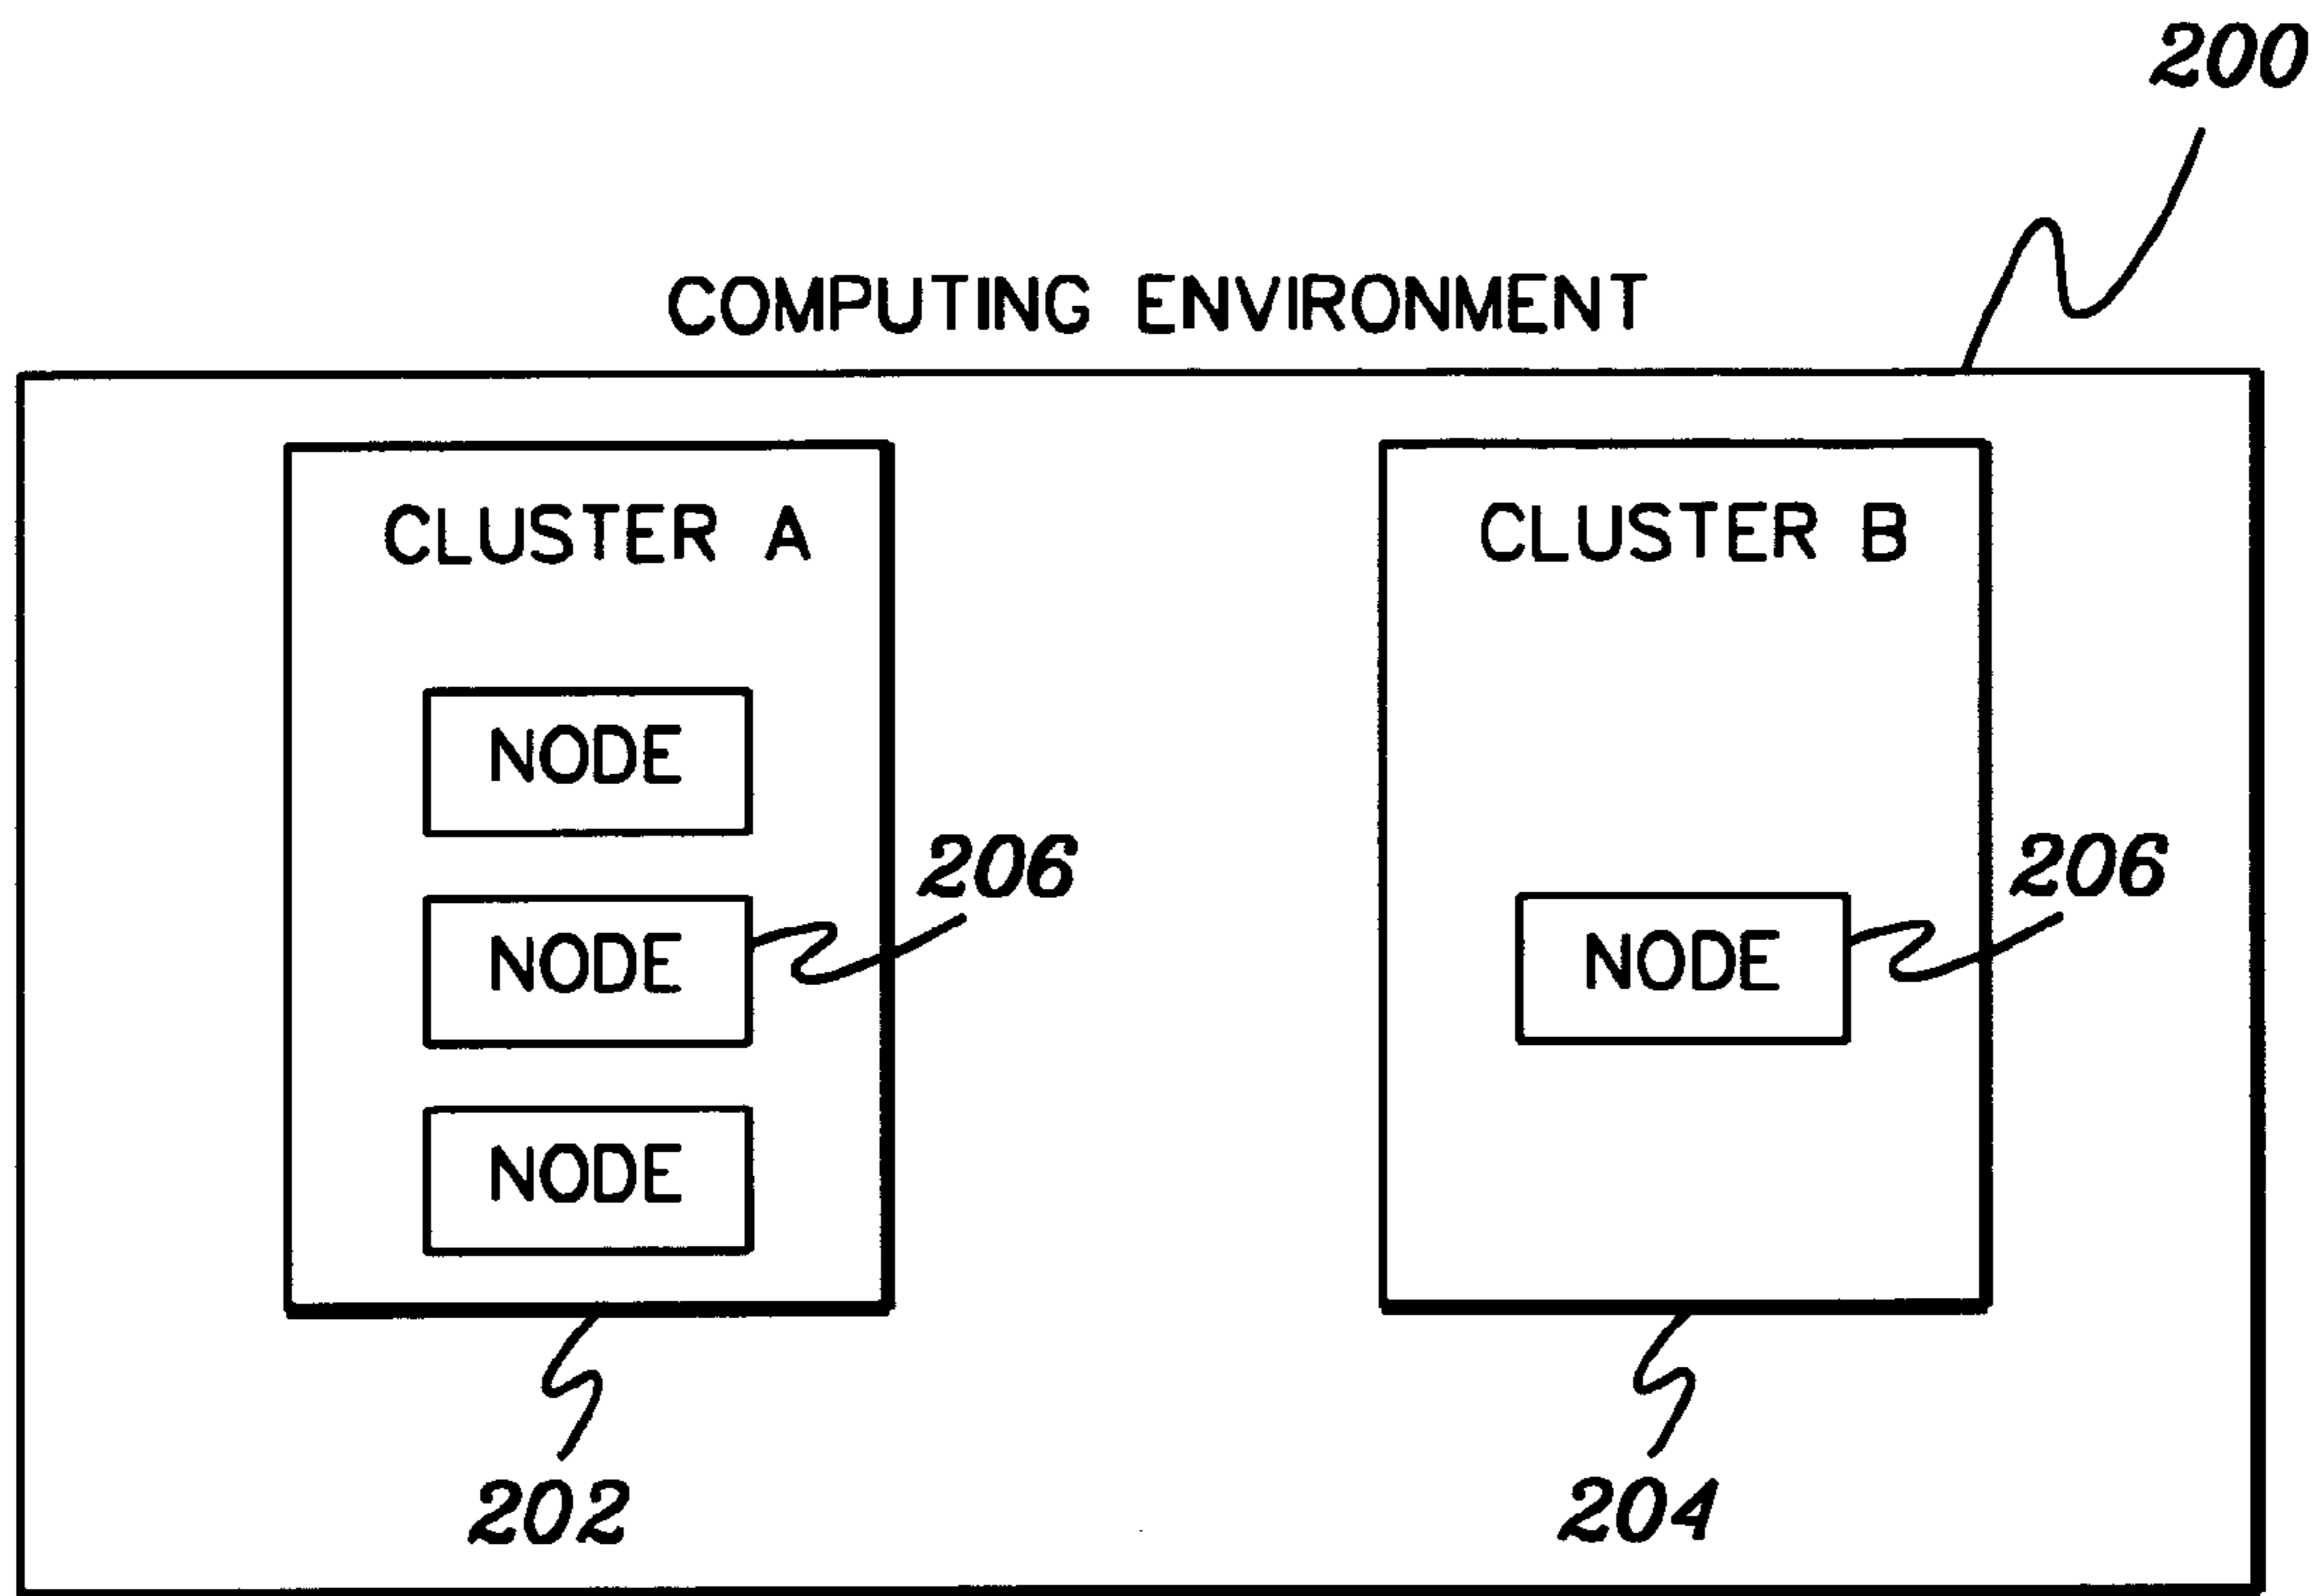 200
COMPUTING ENVIRONMENT
CLUSTER A
NODE
NODE
206
NODE
202
CLUSTER B
NODE
206
204